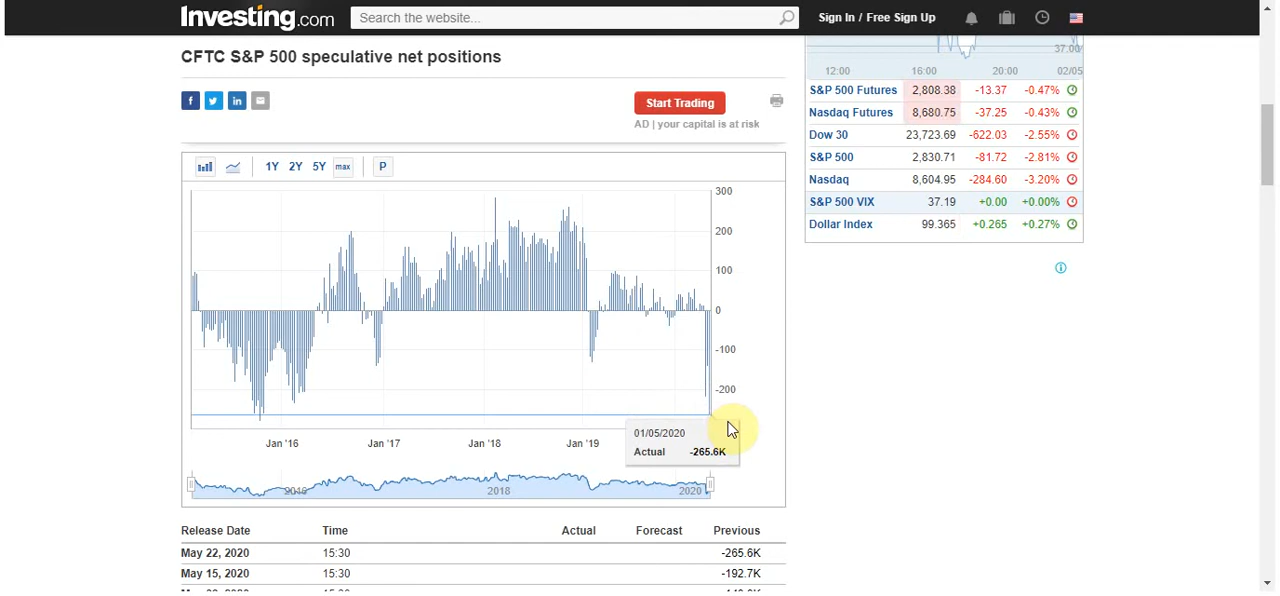 Investing.com
Search the website...
Sign In / Free Sign Up
CFTC S&P 500 speculative net positions
Start Trading
AD | your capital is at risk
1Y 2Y 5Y max P
300
200
100
0
-100
-200
Jan '16 Jan '17 Jan '18 Jan '19
01/05/2020
Actual -265.6K
2016 2018 2020
Release Date Time Actual Forecast Previous
May 22, 2020 15:30 -265.6K
May 15, 2020 15:30 -192.7K
37.00
12:00 16:00 20:00 02/05
S&P 500 Futures 2,808.38 -13.37 -0.47%
Nasdaq Futures 8,680.75 -37.25 -0.43%
Dow 30 23,723.69 -622.03 -2.55%
S&P 500 2,830.71 -81.72 -2.81%
Nasdaq 8,604.95 -284.60 -3.20%
S&P 500 VIX 37.19 +0.00 +0.00%
Dollar Index 99.365 +0.265 +0.27%